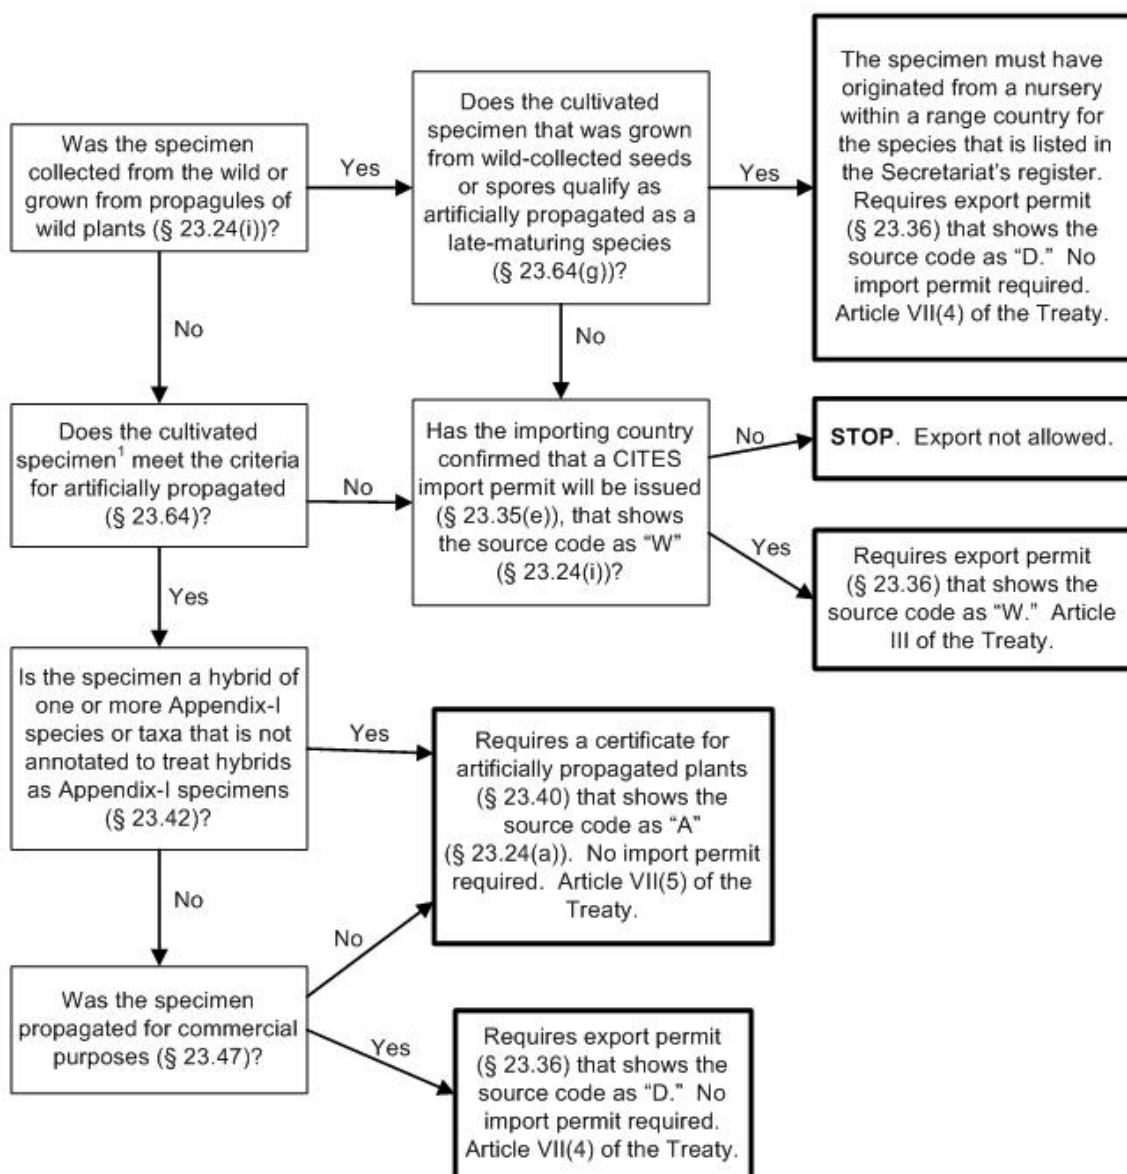 Was the specimen
collected from the wild or
grown from propagules of
wild plants (§ 23.24(i))?
Yes
Does the cultivated
specimen that was grown
from wild-collected seeds
or spores qualify as
artificially propagated as a
late-maturing species
(§ 23.64(g))?
Yes
The specimen must have
originated from a nursery
within a range country for
the species that is listed in
the Secretariat’s register.
Requires export permit
(§ 23.36) that shows the
source code as “D.”  No
import permit required.
Article VII(4) of the Treaty.
No
No
Does the cultivated
specimen¹ meet the criteria
for artificially propagated
(§ 23.64)?
No
Has the importing country
confirmed that a CITES
import permit will be issued
(§ 23.35(e)), that shows
the source code as “W”
(§ 23.24(i))?
No
STOP.  Export not allowed.
Yes
Requires export permit
(§ 23.36) that shows the
source code as “W.”  Article
III of the Treaty.
Yes
Is the specimen a hybrid of
one or more Appendix-I
species or taxa that is not
annotated to treat hybrids
as Appendix-I specimens
(§ 23.42)?
Yes
Requires a certificate for
artificially propagated plants
(§ 23.40) that shows the
source code as “A”
(§ 23.24(a)).  No import permit
required.  Article VII(5) of the
Treaty.
No
Was the specimen
propagated for commercial
purposes (§ 23.47)?
No
Yes
Requires export permit
(§ 23.36) that shows the
source code as “D.”  No
import permit required.
Article VII(4) of the Treaty.